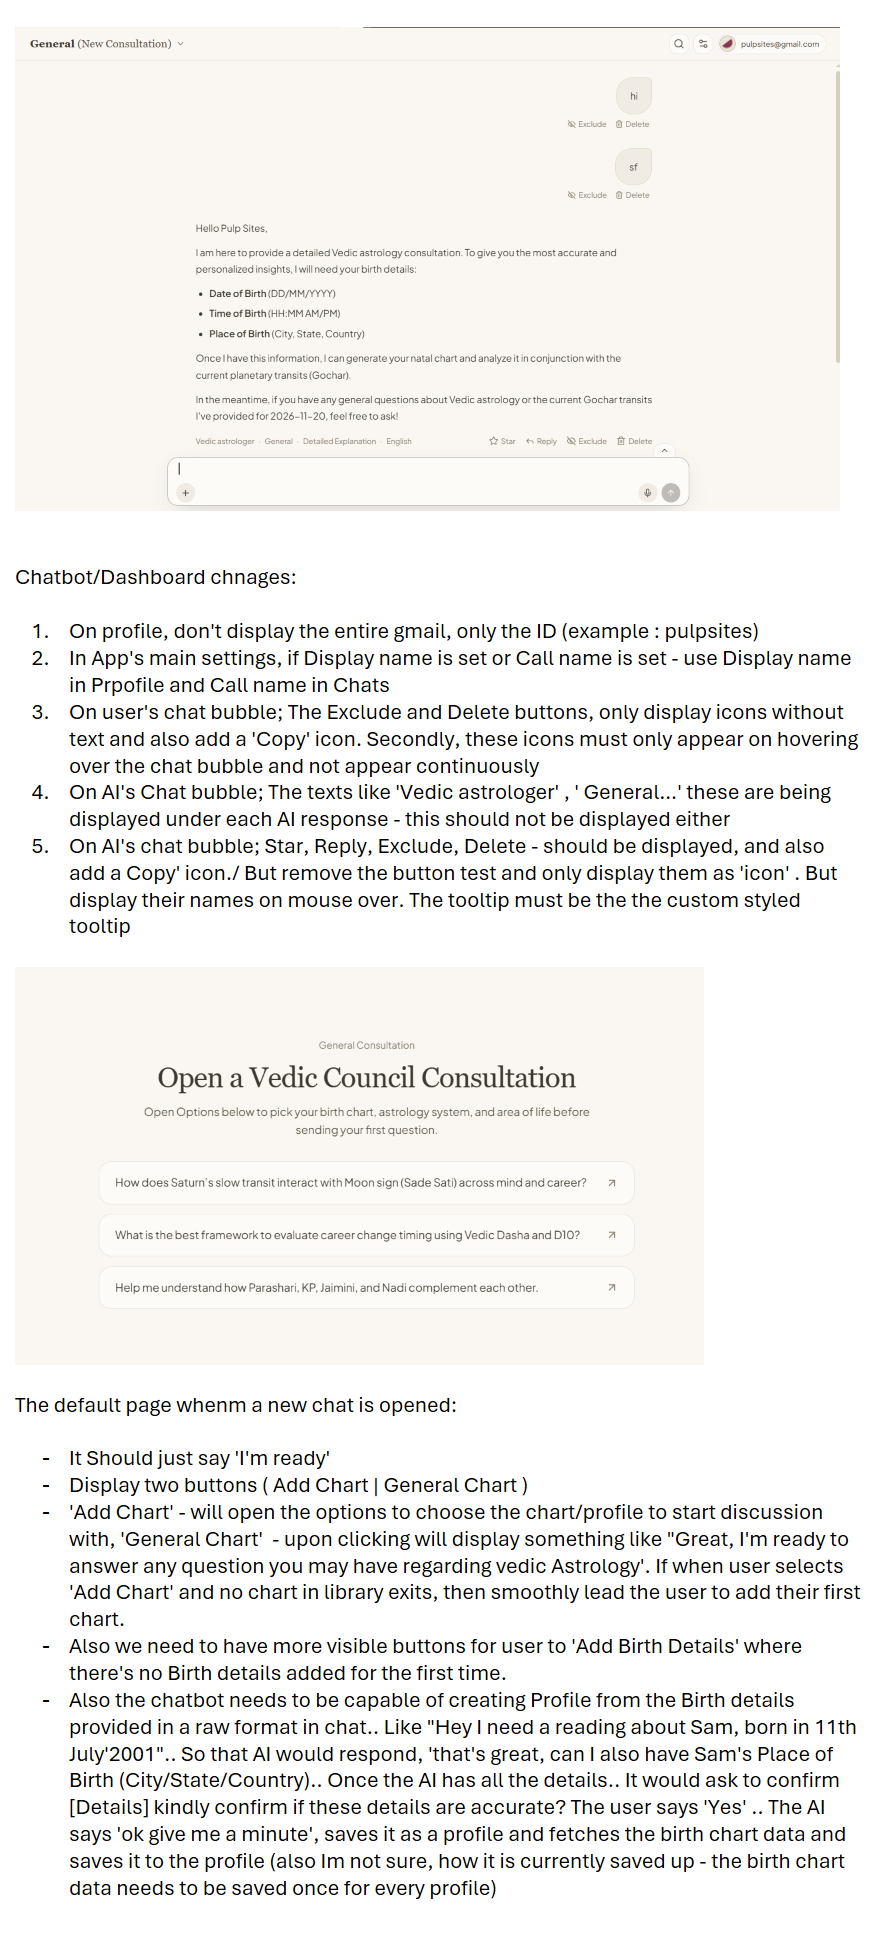 General (New Consultation)
pulpsites@gmail.com
hi
Exclude Delete
sf
Exclude Delete
Hello Pulp Sites,
I am here to provide a detailed Vedic astrology consultation. To give you the most accurate and
personalized insights, I will need your birth details:
• Date of Birth (DD/MM/YYYY)
• Time of Birth (HH:MM AM/PM)
• Place of Birth (City, State, Country)
Once I have this information, I can generate your natal chart and analyze it in conjunction with the
current planetary transits (Gochar).
In the meantime, if you have any general questions about Vedic astrology or the current Gochar transits
I've provided for 2026-11-20, feel free to ask!
Vedic astrologer · General · Detailed Explanation · English Star Reply Exclude Delete
Chatbot/Dashboard chnages:
1. On profile, don't display the entire gmail, only the ID (example : pulpsites)
2. In App's main settings, if Display name is set or Call name is set - use Display name
in Prpofile and Call name in Chats
3. On user's chat bubble; The Exclude and Delete buttons, only display icons without
text and also add a 'Copy' icon. Secondly, these icons must only appear on hovering
over the chat bubble and not appear continuously
4. On AI's Chat bubble; The texts like 'Vedic astrologer' , ' General...' these are being
displayed under each AI response - this should not be displayed either
5. On AI's chat bubble; Star, Reply, Exclude, Delete - should be displayed, and also
add a Copy' icon./ But remove the button test and only display them as 'icon' . But
display their names on mouse over. The tooltip must be the the custom styled
tooltip
General Consultation
Open a Vedic Council Consultation
Open Options below to pick your birth chart, astrology system, and area of life before
sending your first question.
How does Saturn's slow transit interact with Moon sign (Sade Sati) across mind and career?
What is the best framework to evaluate career change timing using Vedic Dasha and D10?
Help me understand how Parashari, KP, Jaimini, and Nadi complement each other.
The default page whenm a new chat is opened:
- It Should just say 'I'm ready'
- Display two buttons ( Add Chart | General Chart )
- 'Add Chart' - will open the options to choose the chart/profile to start discussion
with, 'General Chart' - upon clicking will display something like "Great, I'm ready to
answer any question you may have regarding vedic Astrology'. If when user selects
'Add Chart' and no chart in library exits, then smoothly lead the user to add their first
chart.
- Also we need to have more visible buttons for user to 'Add Birth Details' where
there's no Birth details added for the first time.
- Also the chatbot needs to be capable of creating Profile from the Birth details
provided in a raw format in chat.. Like "Hey I need a reading about Sam, born in 11th
July'2001".. So that AI would respond, 'that's great, can I also have Sam's Place of
Birth (City/State/Country).. Once the AI has all the details.. It would ask to confirm
[Details] kindly confirm if these details are accurate? The user says 'Yes' .. The AI
says 'ok give me a minute', saves it as a profile and fetches the birth chart data and
saves it to the profile (also Im not sure, how it is currently saved up - the birth chart
data needs to be saved once for every profile)